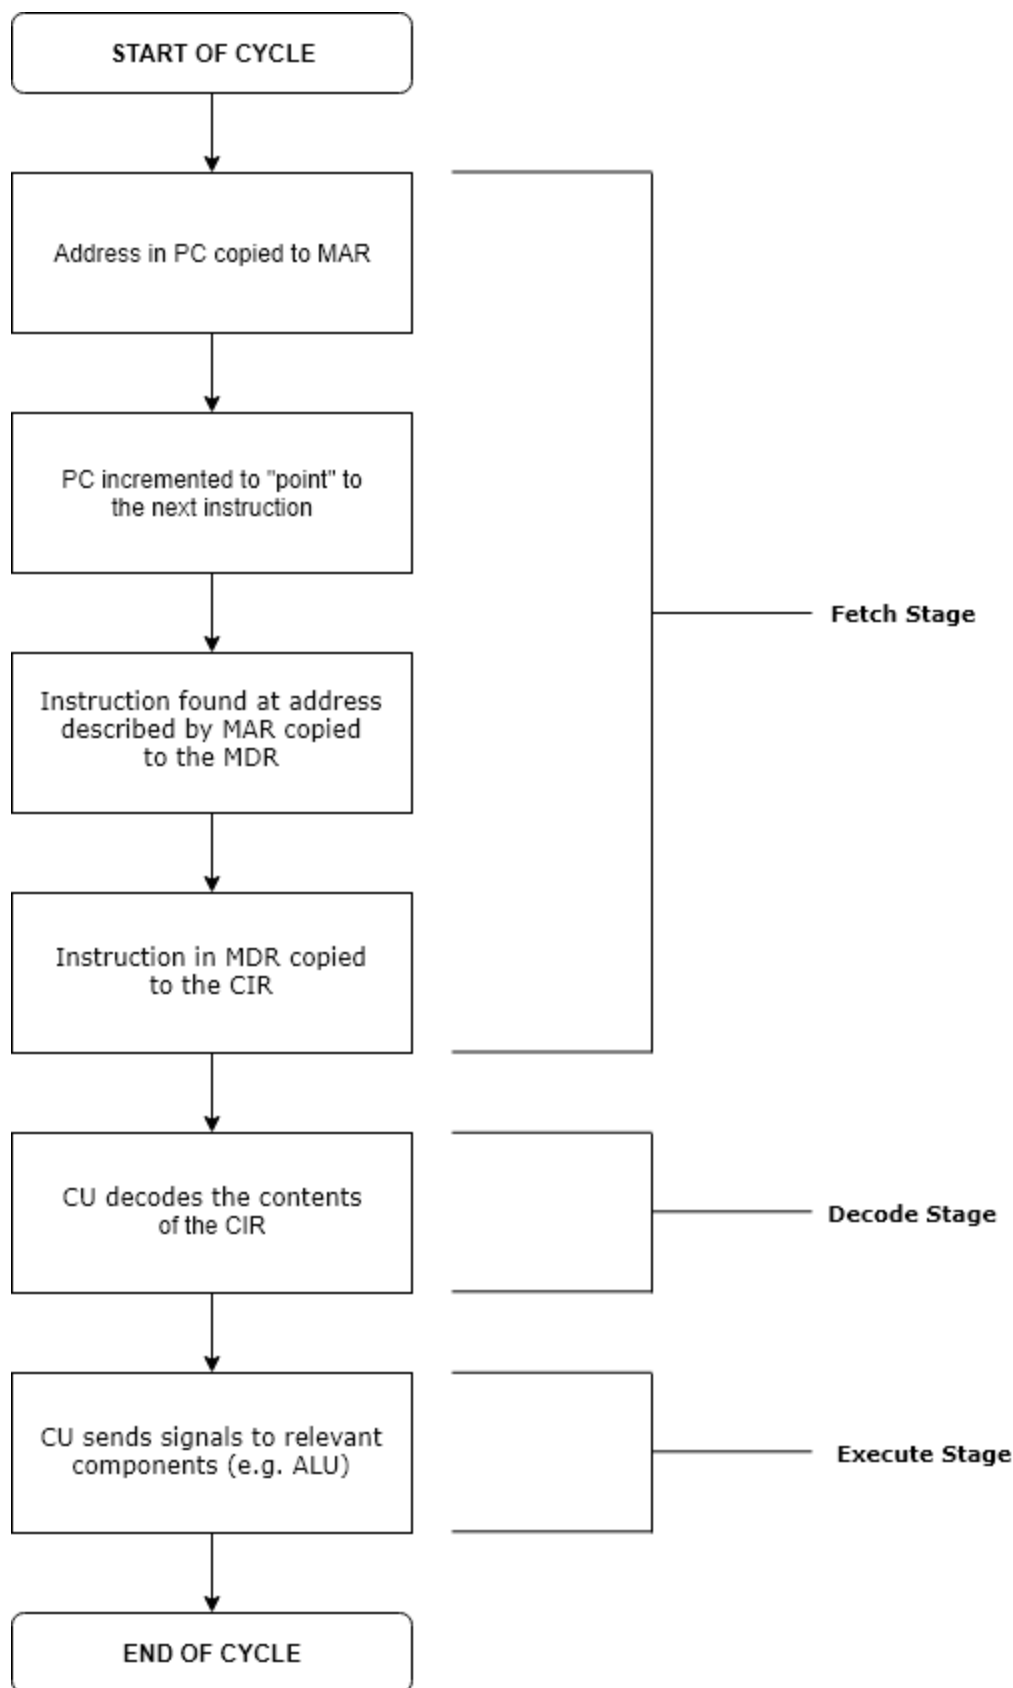 START OF CYCLE
Address in PC copied to MAR
PC incremented to "point" to
the next instruction
Fetch Stage
Instruction found at address
described by MAR copied
to the MDR
Instruction in MDR copied
to the CIR
CU decodes the contents
of the CIR
Decode Stage
CU sends signals to relevant
components (e.g. ALU)
Execute Stage
END OF CYCLE